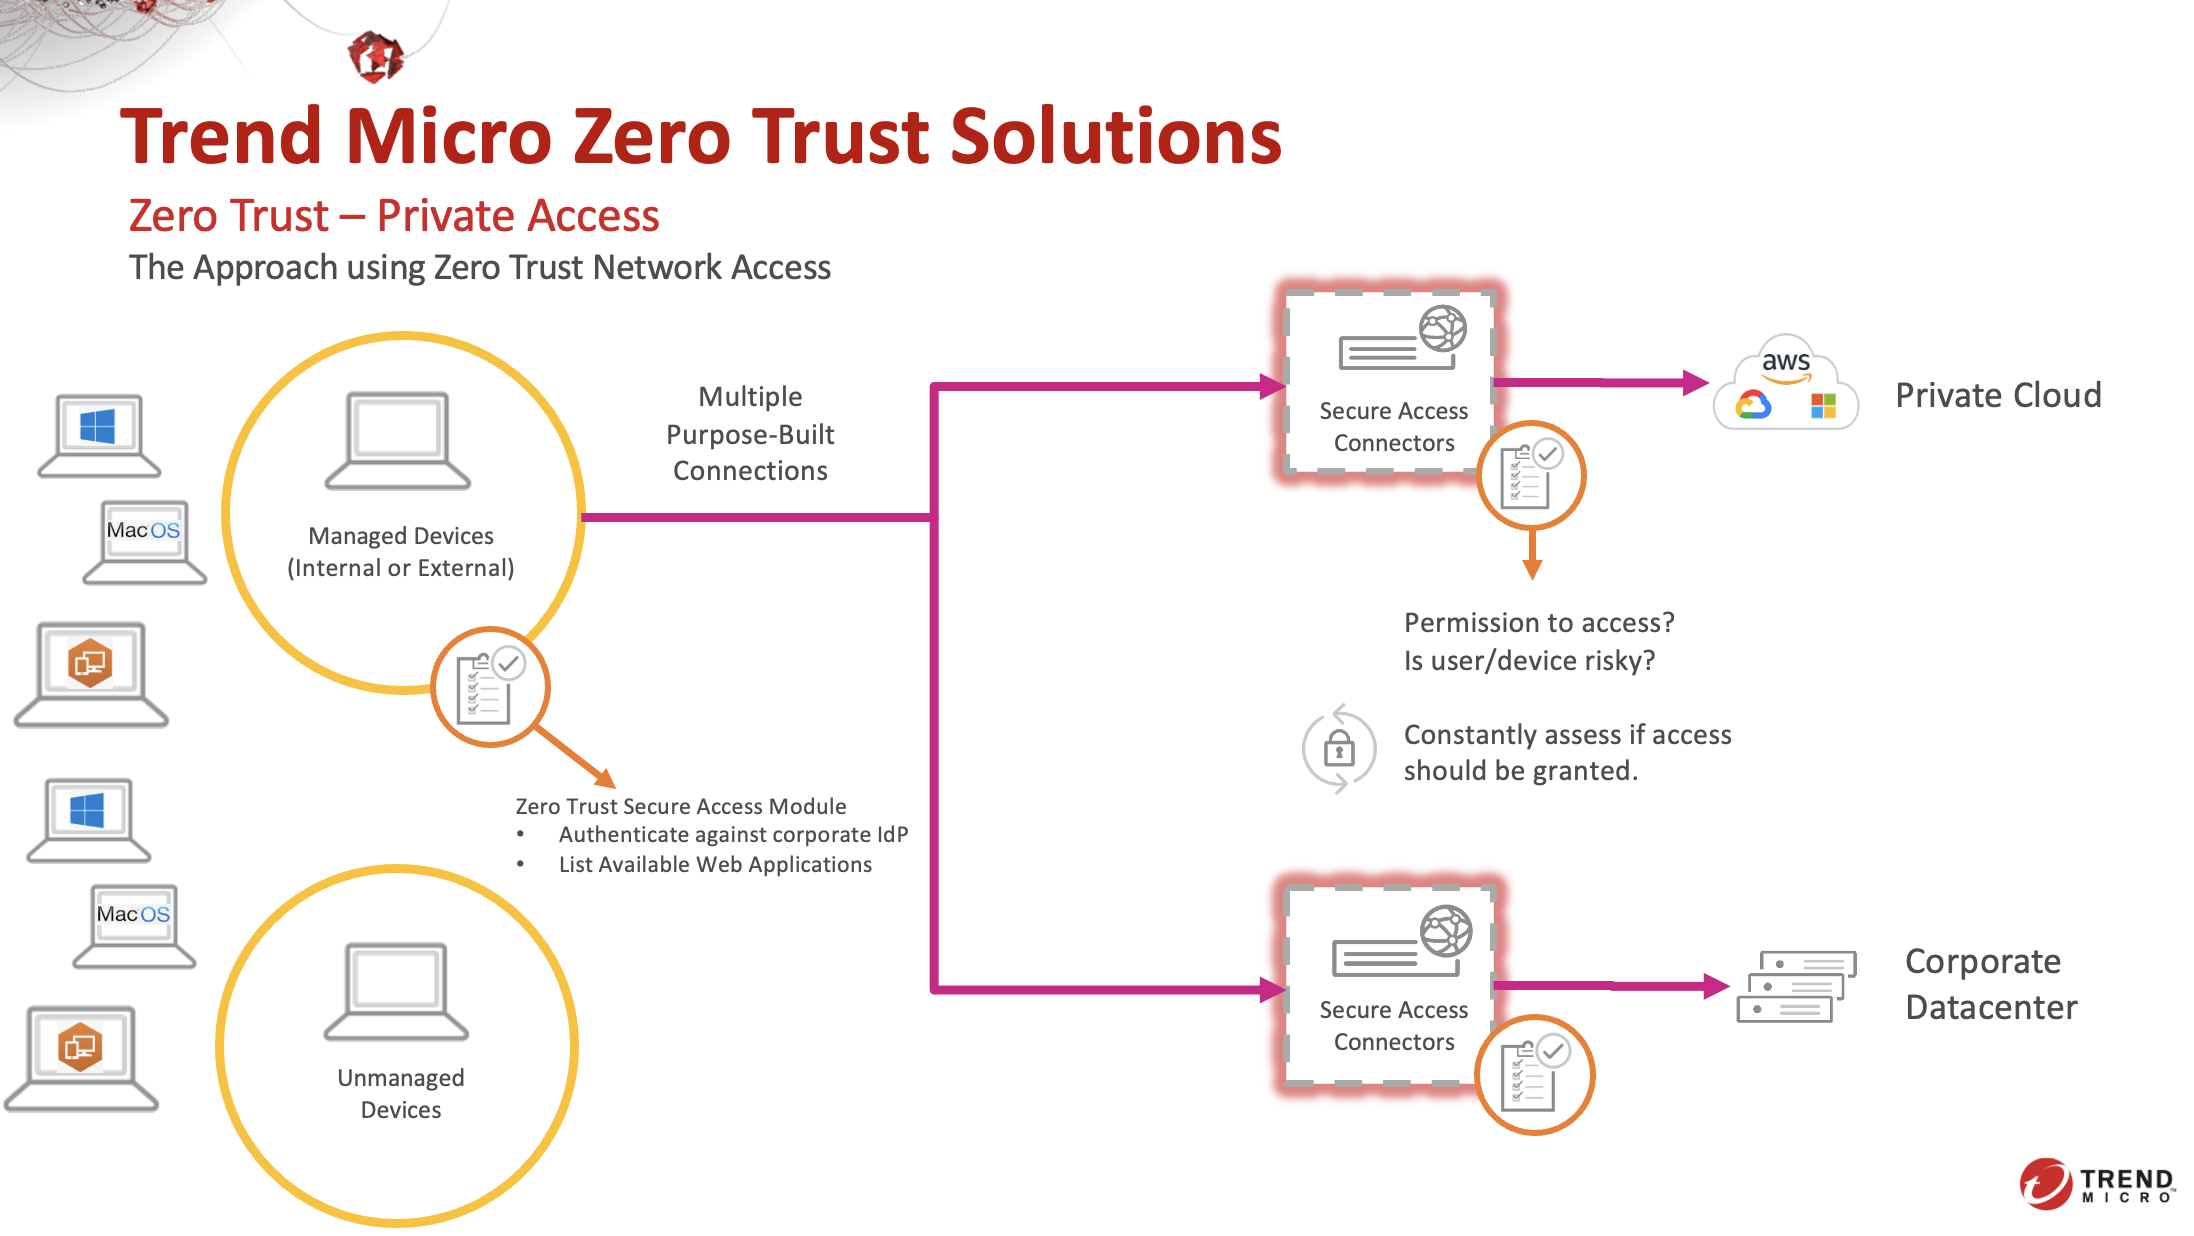 Trend Micro Zero Trust Solutions
Zero Trust – Private Access
The Approach using Zero Trust Network Access
MacOS
Managed Devices
(Internal or External)
Multiple
Purpose-Built
Connections
Secure Access
Connectors
aws
Private Cloud
Permission to access?
Is user/device risky?
Constantly assess if access
should be granted.
Zero Trust Secure Access Module
• Authenticate against corporate IdP
• List Available Web Applications
MacOS
Unmanaged
Devices
Secure Access
Connectors
Corporate
Datacenter
TREND
MICRO™